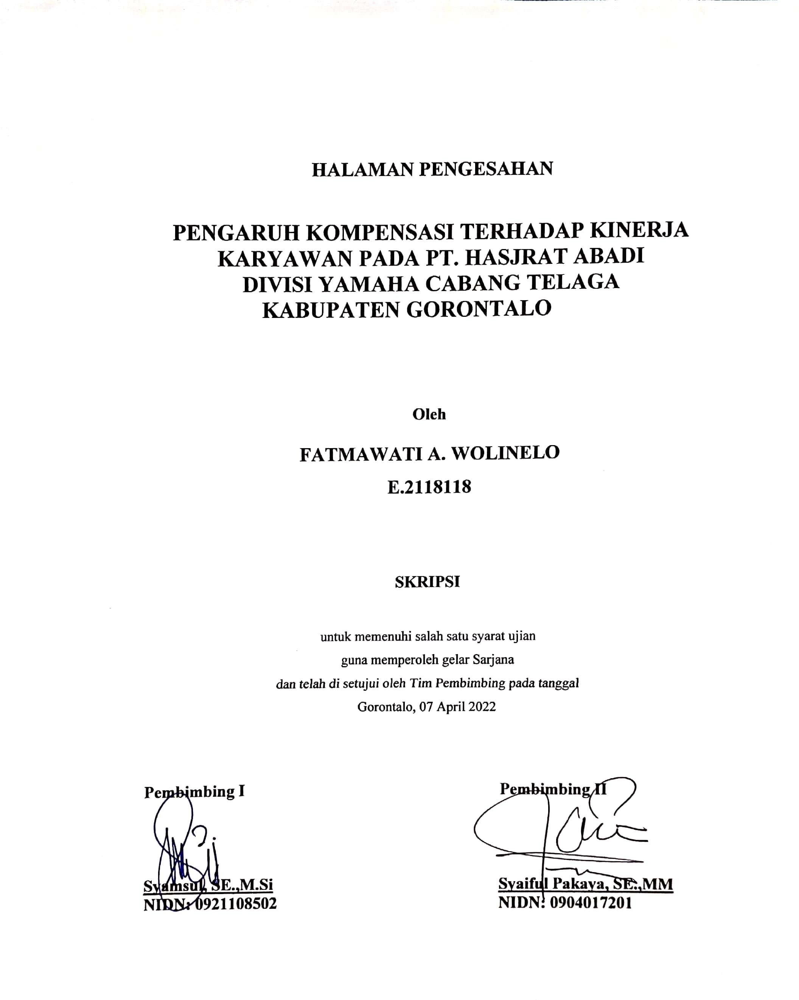 HALAMAN PENGESAHAN
PENGARUH KOMPENSASI TERHADAP KINERJA
KARYAWAN PADA PT. HASJRAT ABADI
DIVISI YAMAHA CABANG TELAGA
KABUPATEN GORONTALO
Oleh
FATMAWATI A. WOLINELO
E.2118118
SKRIPSI
untuk memenuhi salah satu syarat ujian
guna memperoleh gelar Sarjana
dan telah di setujui oleh Tim Pembimbing pada tanggal
Gorontalo, 07 April 2022
Pembimbing I
Syamsul, SE.,M.Si
NIDN: 0921108502
Pembimbing II
Syaiful Pakaya, SE.,MM
NIDN: 0904017201